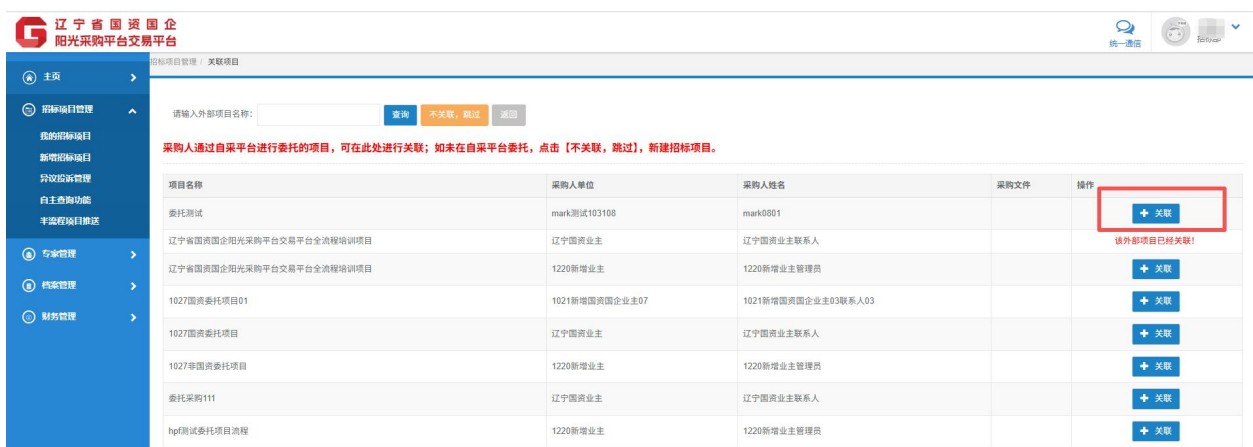 辽宁省国资国企
阳光采购平台交易平台
统一通信
招标项目管理 / 关联项目
主页
招标项目管理
我的招标项目
新增招标项目
异议投诉管理
自主查询功能
半流程项目推送
专家管理
档案管理
财务管理
请输入外部项目名称: 查询 不关联，跳过 返回
采购人通过自采平台进行委托的项目，可在此处进行关联；如未在自采平台委托，点击【不关联，跳过】，新建招标项目。
项目名称 采购人单位 采购人姓名 采购文件 操作
委托测试 mark测试103108 mark0801 + 关联
辽宁省国资国企阳光采购平台交易平台全流程培训项目 辽宁国资业主 辽宁国资业主联系人 该外部项目已经关联!
辽宁省国资国企阳光采购平台交易平台全流程培训项目 1220新增业主 1220新增业主管理员 + 关联
1027国资委托项目01 1021新增国资国企业主07 1021新增国资国企业主03联系人03 + 关联
1027国资委托项目 辽宁国资业主 辽宁国资业主联系人 + 关联
1027非国资委托项目 1220新增业主 1220新增业主管理员 + 关联
委托采购111 辽宁国资业主 辽宁国资业主联系人 + 关联
hpf测试委托项目流程 1220新增业主 1220新增业主管理员 + 关联